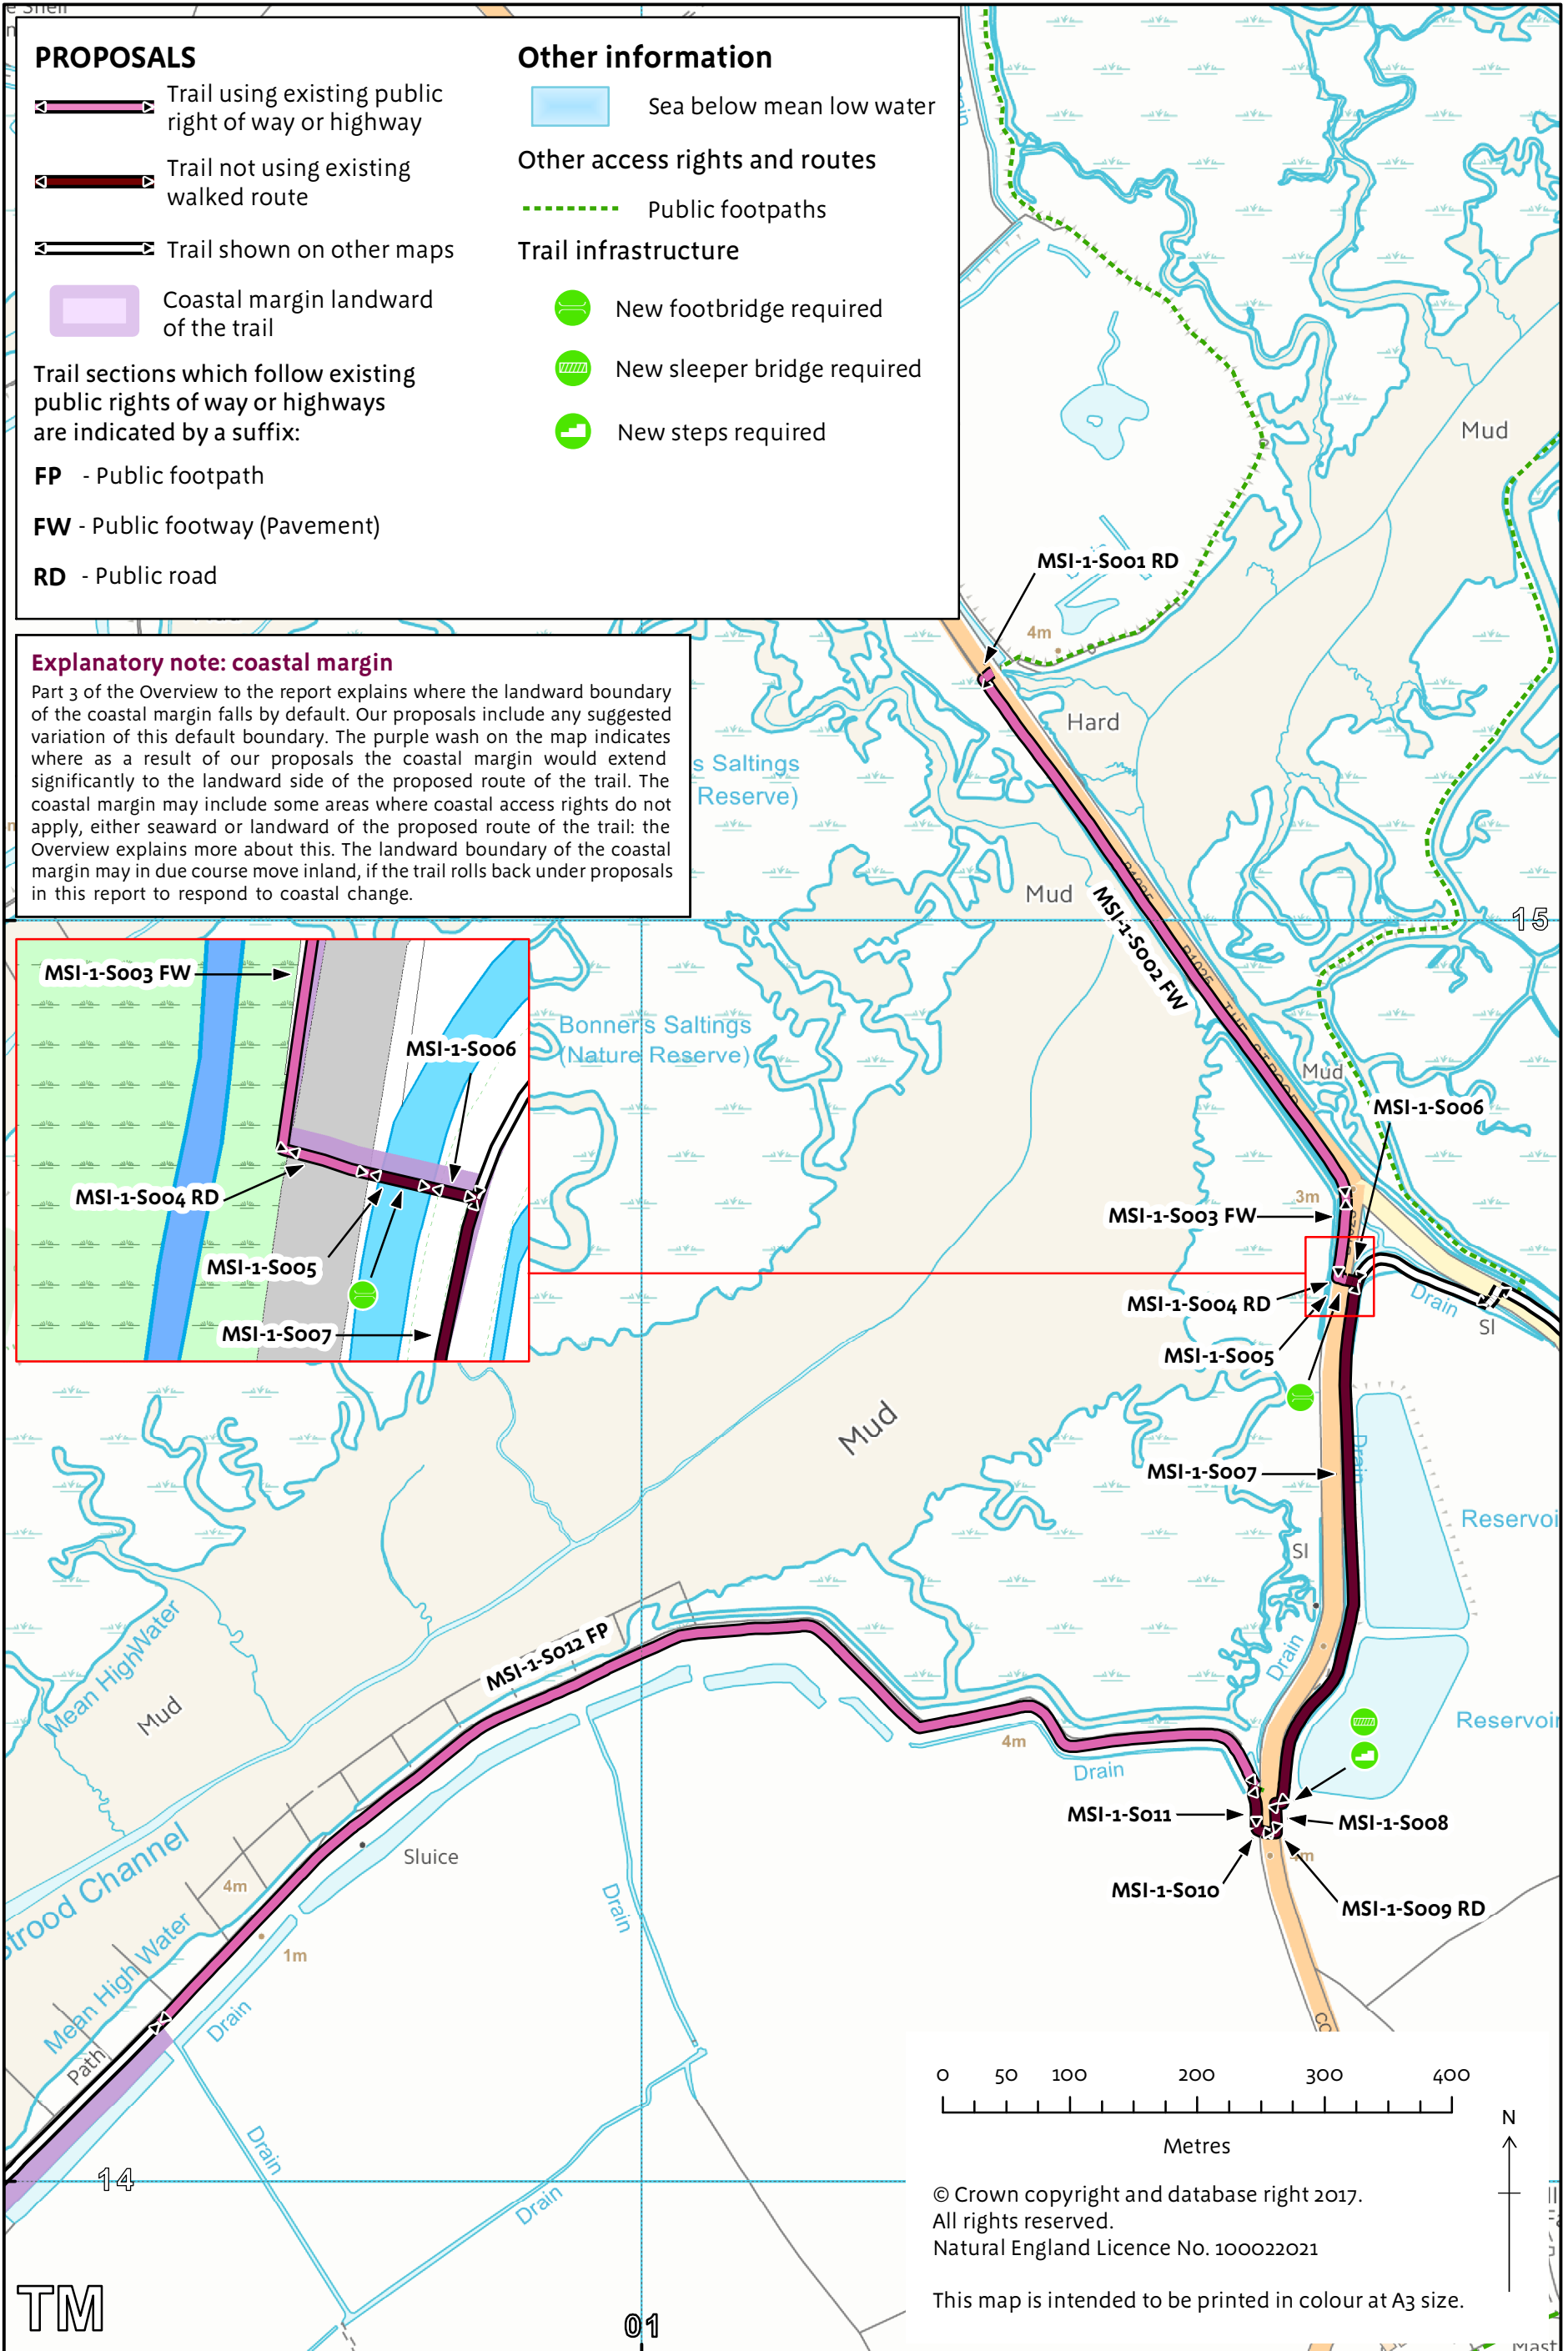 PROPOSALS
Trail using existing public
right of way or highway
Trail not using existing
walked route
Trail shown on other maps
Coastal margin landward
of the trail
Trail sections which follow existing
public rights of way or highways
are indicated by a suffix:
FP - Public footpath
FW - Public footway (Pavement)
RD - Public road
Other information
Sea below mean low water
Other access rights and routes
Public footpaths
Trail infrastructure
New footbridge required
New sleeper bridge required
New steps required
Explanatory note: coastal margin
Part 3 of the Overview to the report explains where the landward boundary
of the coastal margin falls by default. Our proposals include any suggested
variation of this default boundary. The purple wash on the map indicates
where as a result of our proposals the coastal margin would extend
significantly to the landward side of the proposed route of the trail. The
coastal margin may include some areas where coastal access rights do not
apply, either seaward or landward of the proposed route of the trail: the
Overview explains more about this. The landward boundary of the coastal
margin may in due course move inland, if the trail rolls back under proposals
in this report to respond to coastal change.
MSI-1-S003 FW
MSI-1-S006
MSI-1-S004 RD
MSI-1-S005
MSI-1-S007
Mud
MSI-1-S001 RD
4m
Hard
s Saltings
Reserve)
Mud
B1025
MSI-1-S002 FW
B1025
15
THE STROOD
Bonner's Saltings
(Nature Reserve)
Mud
MSI-1-S006
3m
MSI-1-S003 FW
MSI-1-S004 RD
Drain
Sl
MSI-1-S005
Mud
Drain
MSI-1-S007
Reservoi
Sl
Mean High Water
MSI-1-S012 FP
Drain
Mud
Reservoir
4m
Drain
MSI-1-S011
MSI-1-S008
Strood Channel
Sluice
4m
MSI-1-S010
MSI-1-S009 RD
Mean High Water
Drain
1m
Drain
Path
CO
Drain
14
Drain
TM
01
0 50 100 200 300 400
Metres
N
© Crown copyright and database right 2017.
All rights reserved.
Natural England Licence No. 100022021
This map is intended to be printed in colour at A3 size.